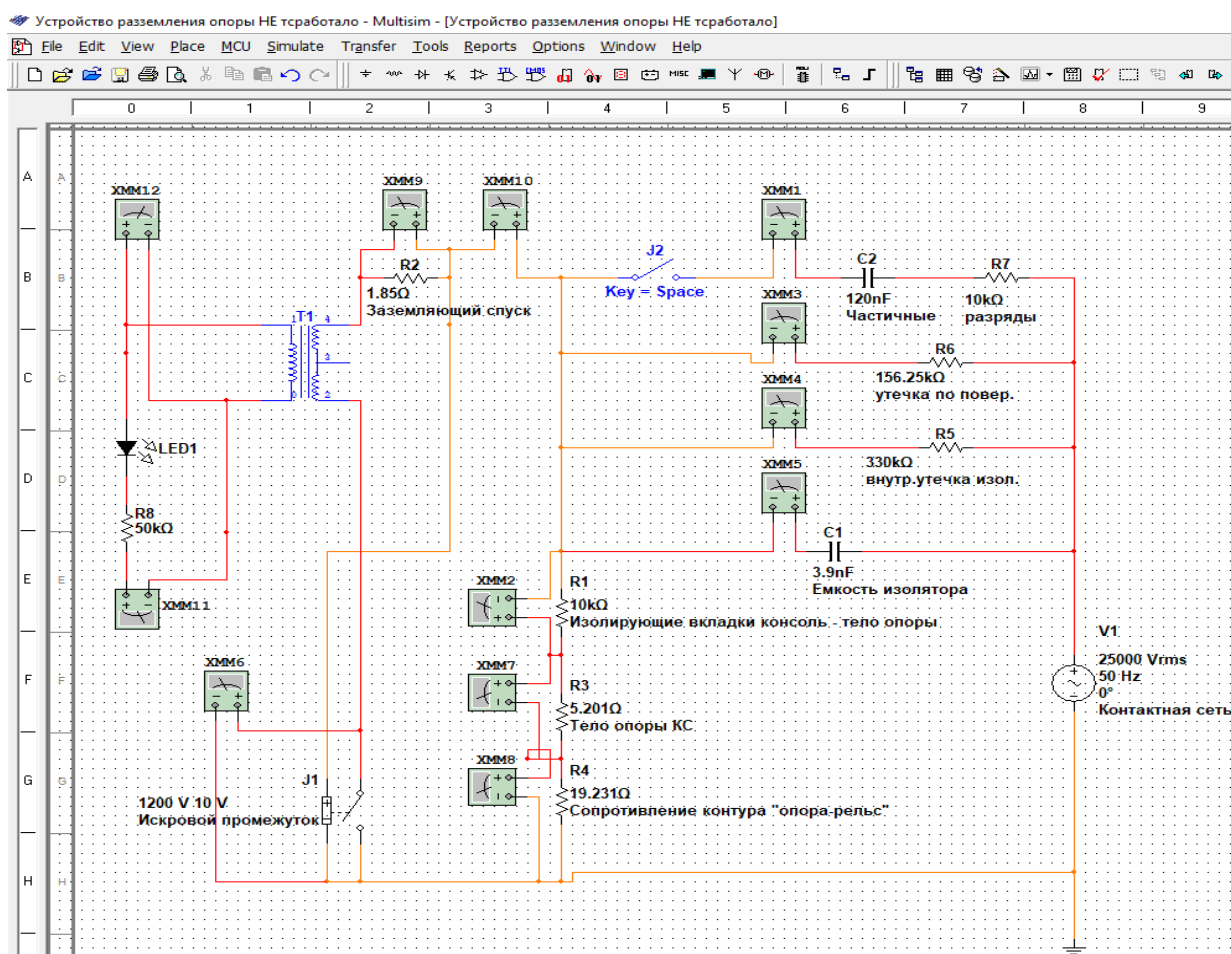 Устройство разземления опоры НЕ тсработало - Multisim - [Устройство разземления опоры НЕ тсработало]
File Edit View Place MCU Simulate Transfer Tools Reports Options Window Help
0 1 2 3 4 5 6 7 8 9
A A
B B
C C
D D
E E
F F
G G
H H
XMM12
XMM9
XMM10
XMM1
R2
1.85Ω
Заземляющий спуск
J2
Key = Space
C2
120nF
Частичные
R7
10kΩ
разряды
XMM3
T1
1
4
3
0
2
R6
156.25kΩ
утечка по повер.
XMM4
R5
330kΩ
внутр.утечка изол.
LED1
XMM5
R8
50kΩ
C1
3.9nF
Емкость изолятора
XMM11
XMM2
R1
10kΩ
Изолирующие вкладки консоль - тело опоры
V1
25000 Vrms
50 Hz
0°
Контактная сеть
XMM6
XMM7
R3
5.201Ω
Тело опоры КС
XMM8
R4
19.231Ω
Сопротивление контура "опора-рельс"
J1
1200 V 10 V
Искровой промежуток